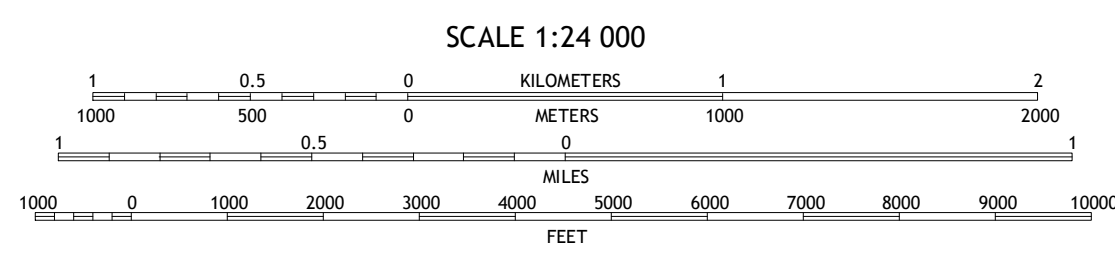 SCALE 1:24 000
1 0.5 0 KILOMETERS 1 2
1000 500 0 METERS 1000 2000
1 0.5 0 1
MILES
1000 0 1000 2000 3000 4000 5000 6000 7000 8000 9000 10000
FEET